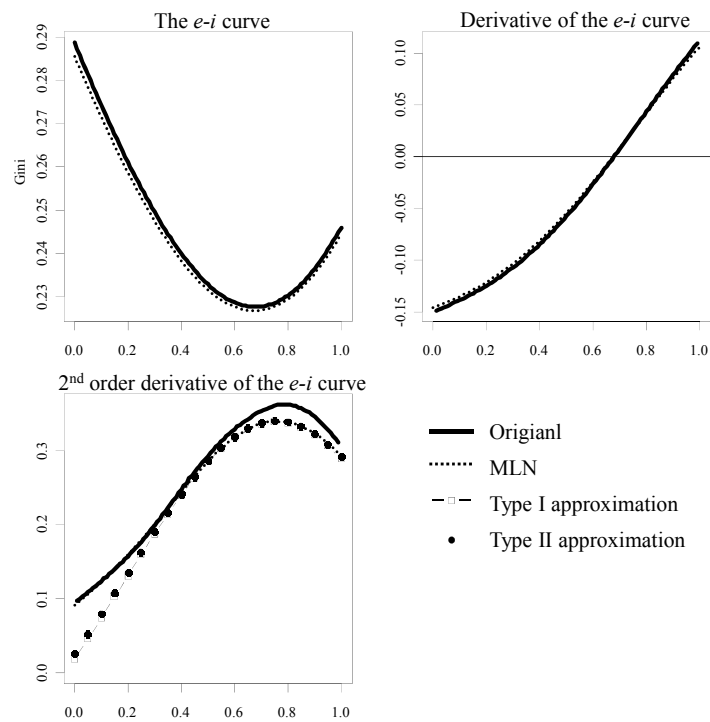 The e-i curve
Gini
0.29
0.28
0.27
0.26
0.25
0.24
0.23
0.0 0.2 0.4 0.6 0.8 1.0
Derivative of the e-i curve
0.10
0.05
0.00
-0.05
-0.10
-0.15
0.0 0.2 0.4 0.6 0.8 1.0
2nd order derivative of the e-i curve
0.3
0.2
0.1
0.0
0.0 0.2 0.4 0.6 0.8 1.0
Origianl
MLN
Type I approximation
Type II approximation